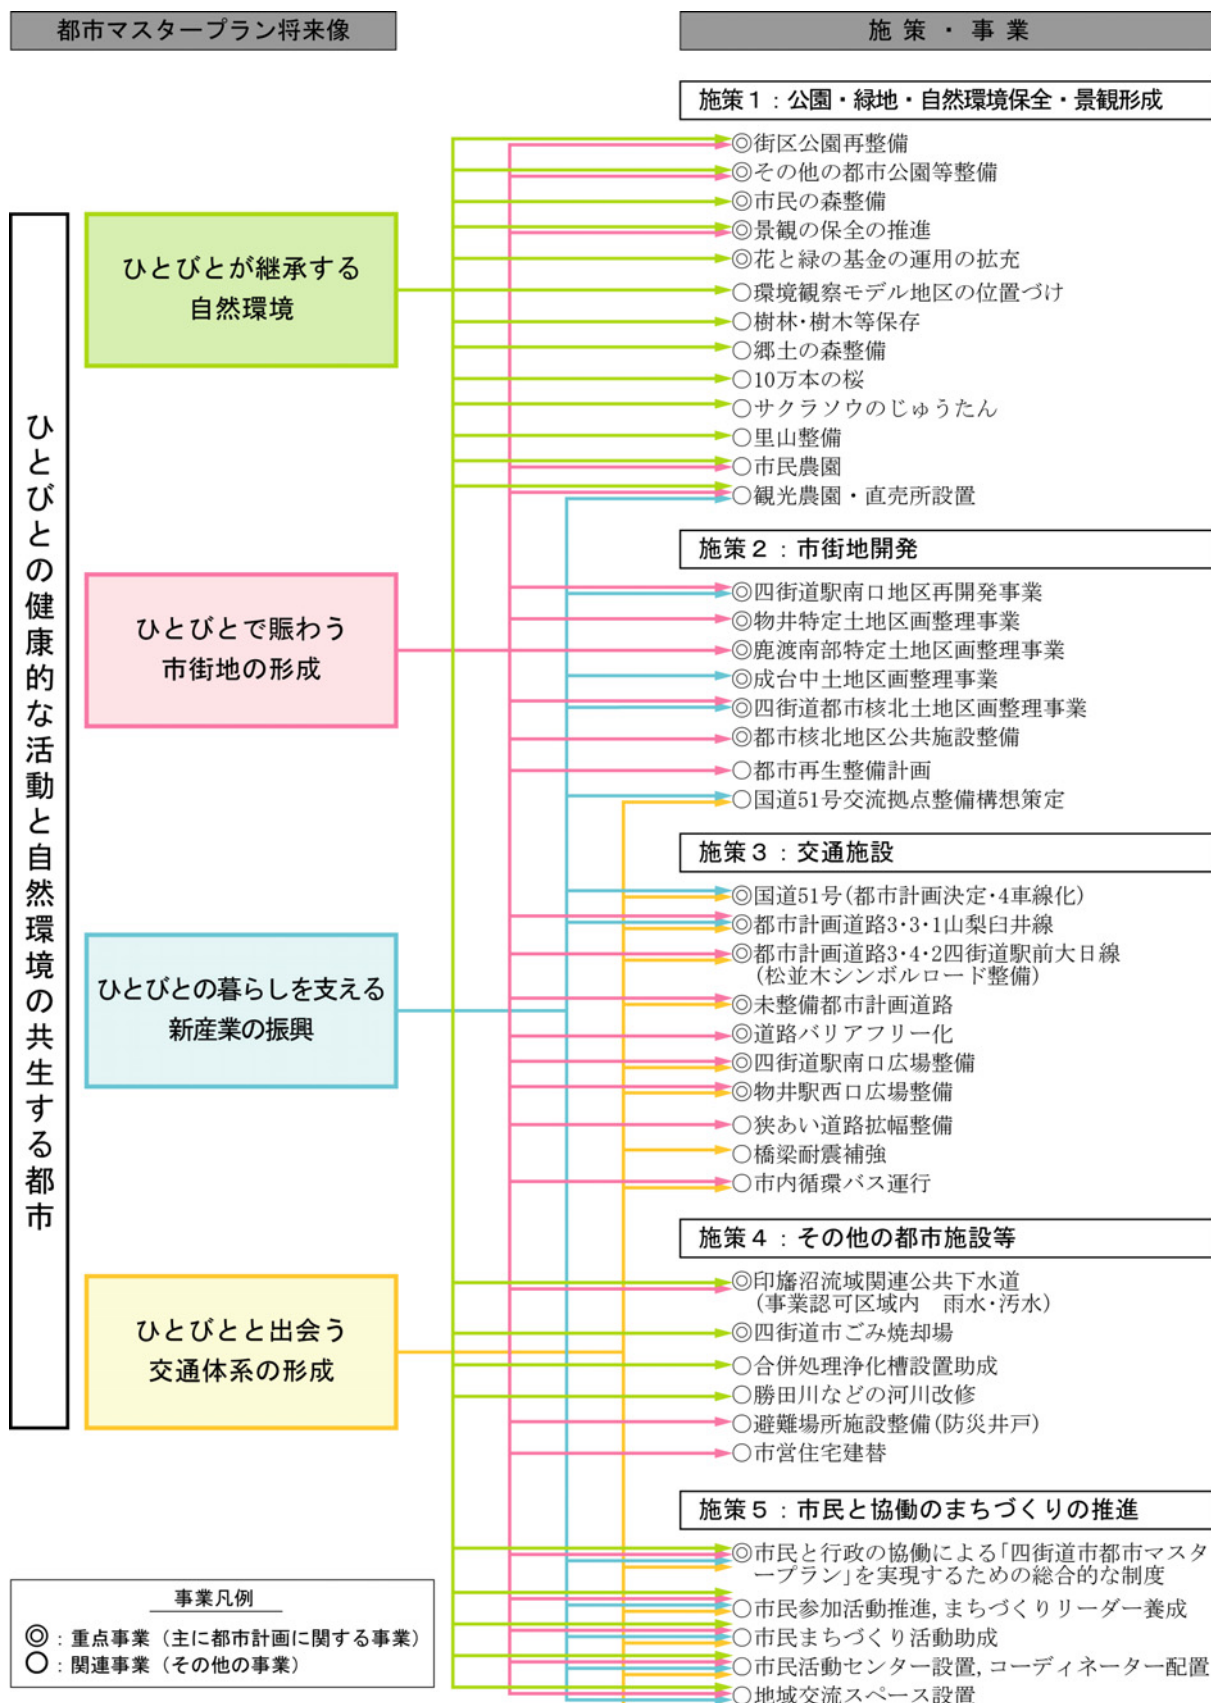 都市マスタープラン将来像
施策・事業
ひとびとの健康的な活動と自然環境の共生する都市
ひとびとが継承する
自然環境
ひとびとで賑わう
市街地の形成
ひとびとの暮らしを支える
新産業の振興
ひとびとと出会う
交通体系の形成
施策1：公園・緑地・自然環境保全・景観形成
◎街区公園再整備
◎その他の都市公園等整備
◎市民の森整備
◎景観の保全の推進
◎花と緑の基金の運用の拡充
○環境観察モデル地区の位置づけ
○樹林・樹木等保存
○郷土の森整備
○10万本の桜
○サクラソウのじゅうたん
○里山整備
○市民農園
○観光農園・直売所設置
施策2：市街地開発
◎四街道駅南口地区再開発事業
◎物井特定土地区画整理事業
◎鹿渡南部特定土地区画整理事業
◎成台中土地区画整理事業
◎四街道都市核北土地区画整理事業
◎都市核北地区公共施設整備
○都市再生整備計画
○国道51号交流拠点整備構想策定
施策3：交通施設
◎国道51号(都市計画決定・4車線化)
◎都市計画道路3・3・1山梨臼井線
◎都市計画道路3・4・2四街道駅前大日線
(松並木シンボルロード整備)
◎未整備都市計画道路
◎道路バリアフリー化
◎四街道駅南口広場整備
◎物井駅西口広場整備
○狭あい道路拡幅整備
○橋梁耐震補強
○市内循環バス運行
施策4：その他の都市施設等
◎印旛沼流域関連公共下水道
(事業認可区域内　雨水・汚水)
◎四街道市ごみ焼却場
○合併処理浄化槽設置助成
○勝田川などの河川改修
○避難場所施設整備(防災井戸)
○市営住宅建替
施策5：市民と協働のまちづくりの推進
◎市民と行政の協働による「四街道市都市マスタ
ープラン」を実現するための総合的な制度
○市民参加活動推進, まちづくりリーダー養成
○市民まちづくり活動助成
○市民活動センター設置, コーディネーター配置
○地域交流スペース設置
事業凡例
◎：重点事業（主に都市計画に関する事業）
○：関連事業（その他の事業）